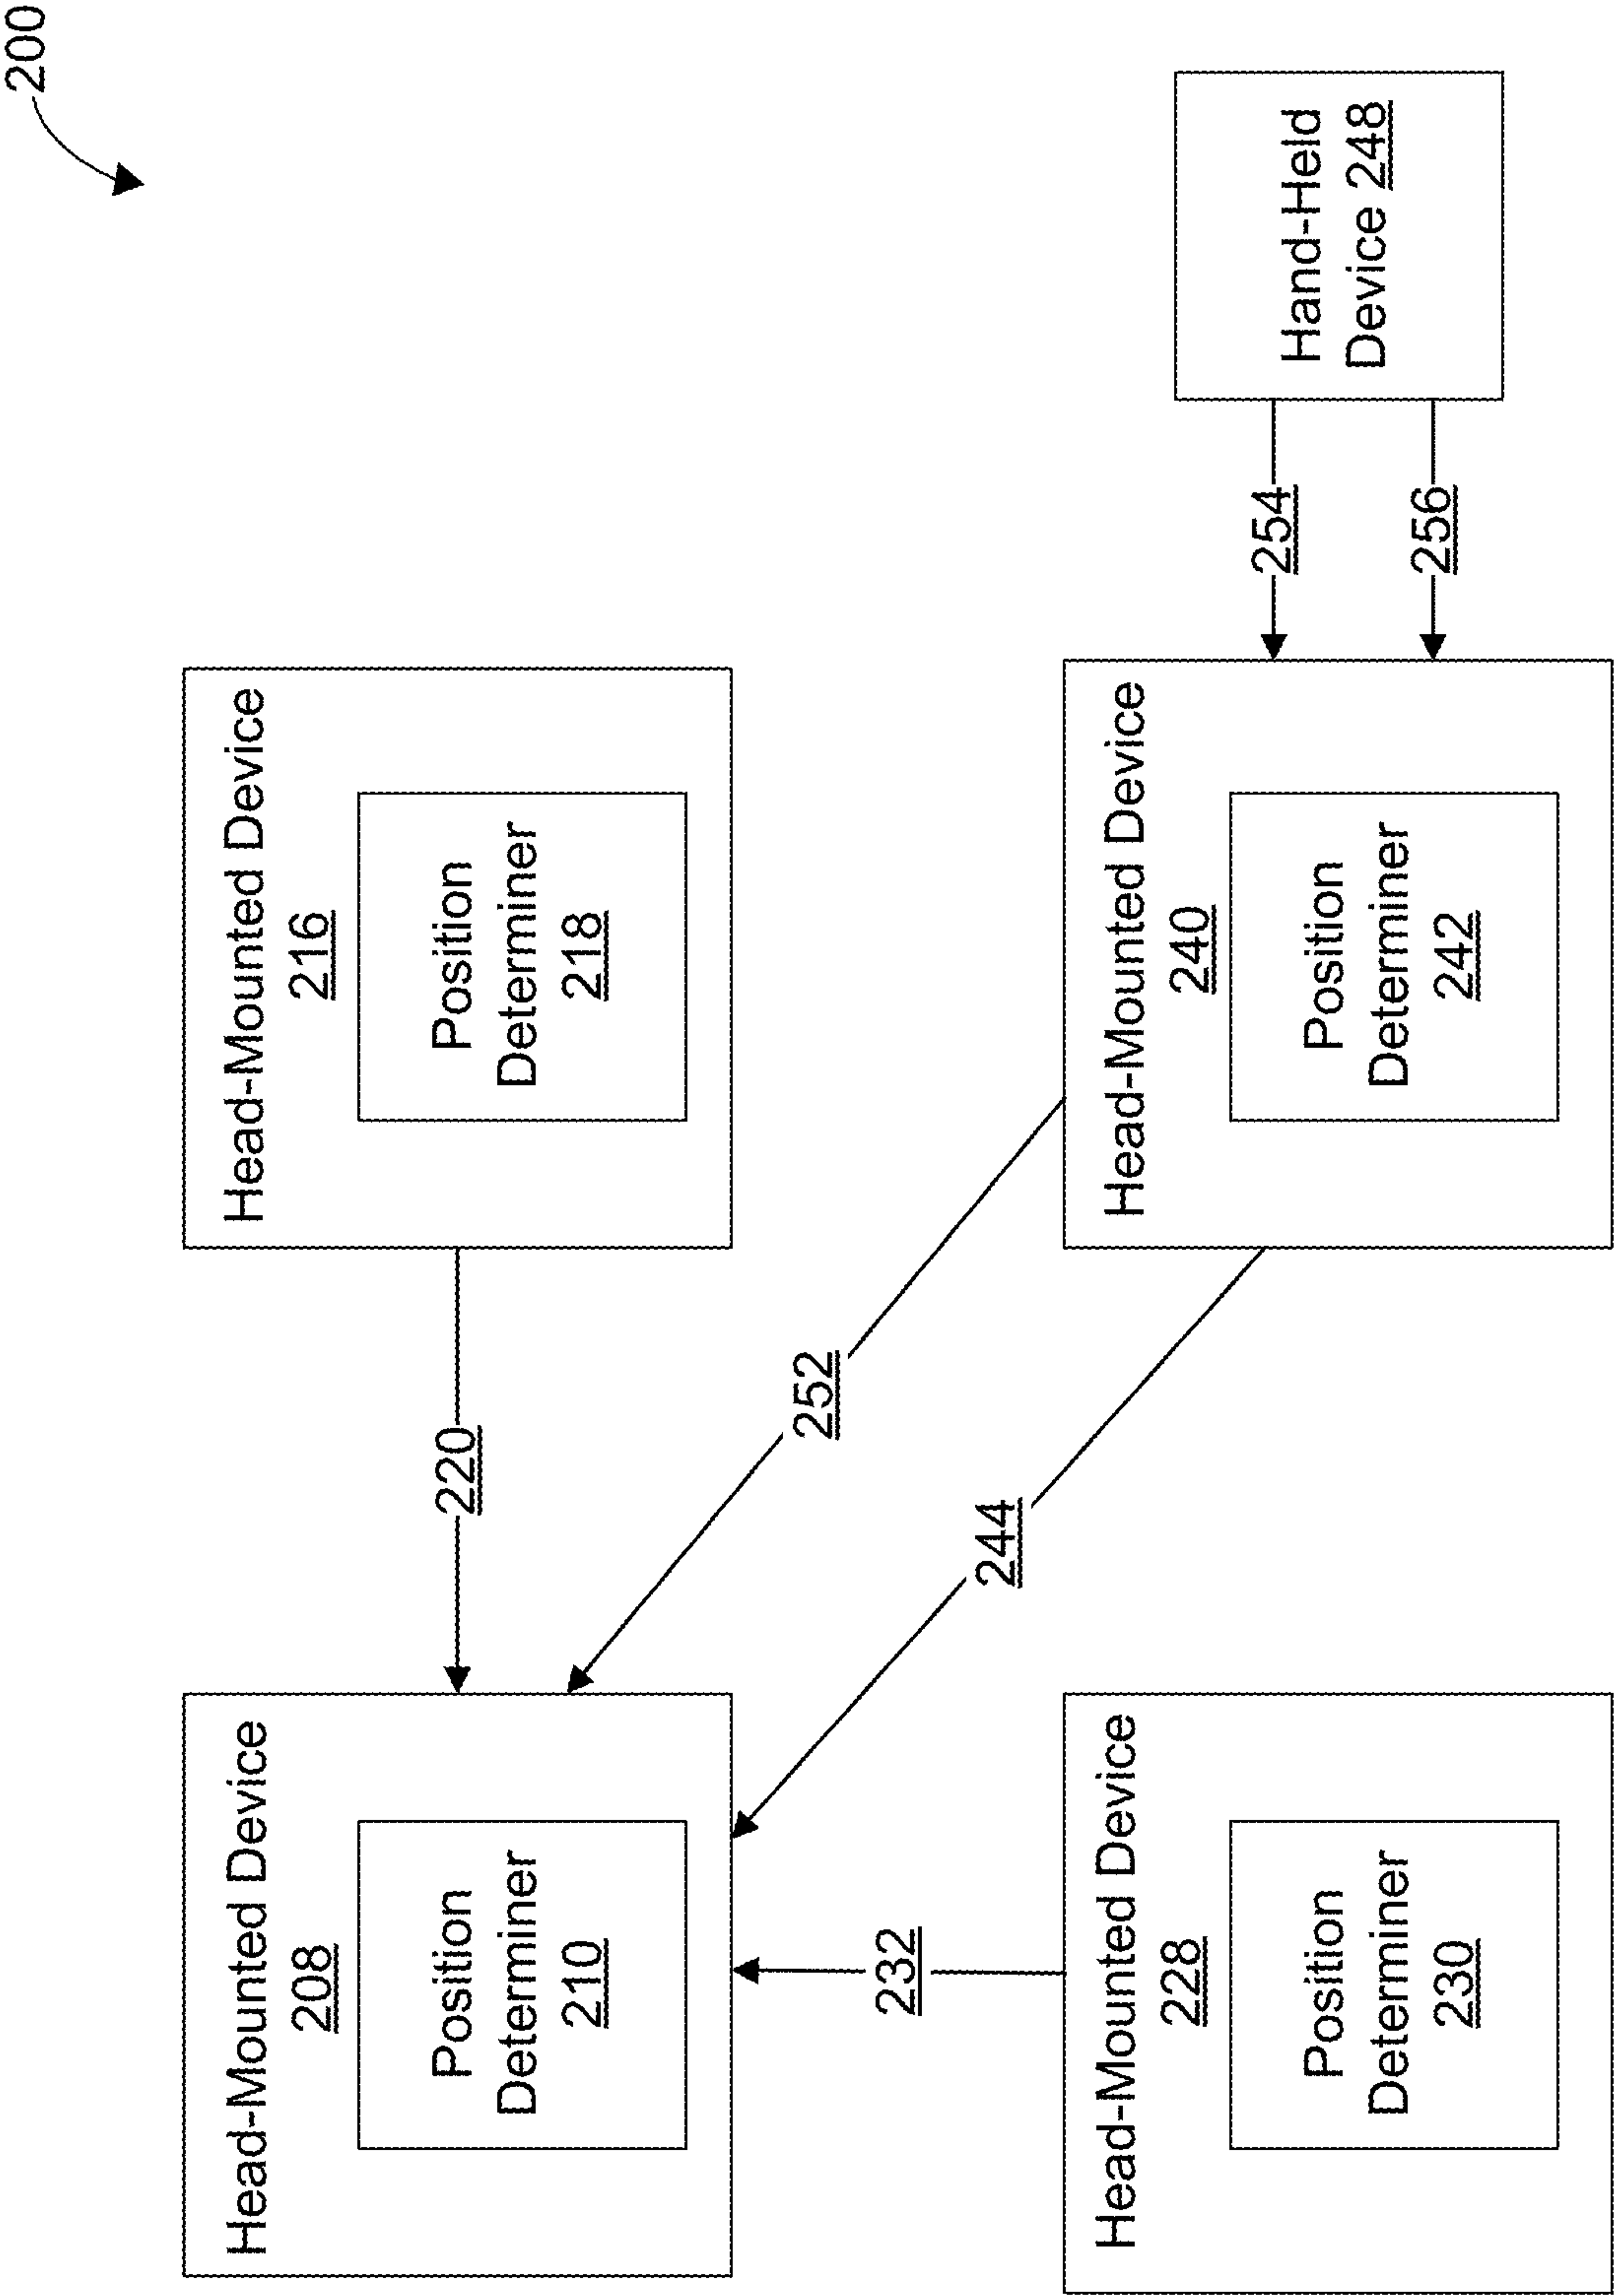 200
Head-Mounted Device
208
Position
Determiner
210
220
Head-Mounted Device
216
Position
Determiner
218
252
244
232
Head-Mounted Device
228
Position
Determiner
230
Head-Mounted Device
240
Position
Determiner
242
254
256
Hand-Held
Device 248